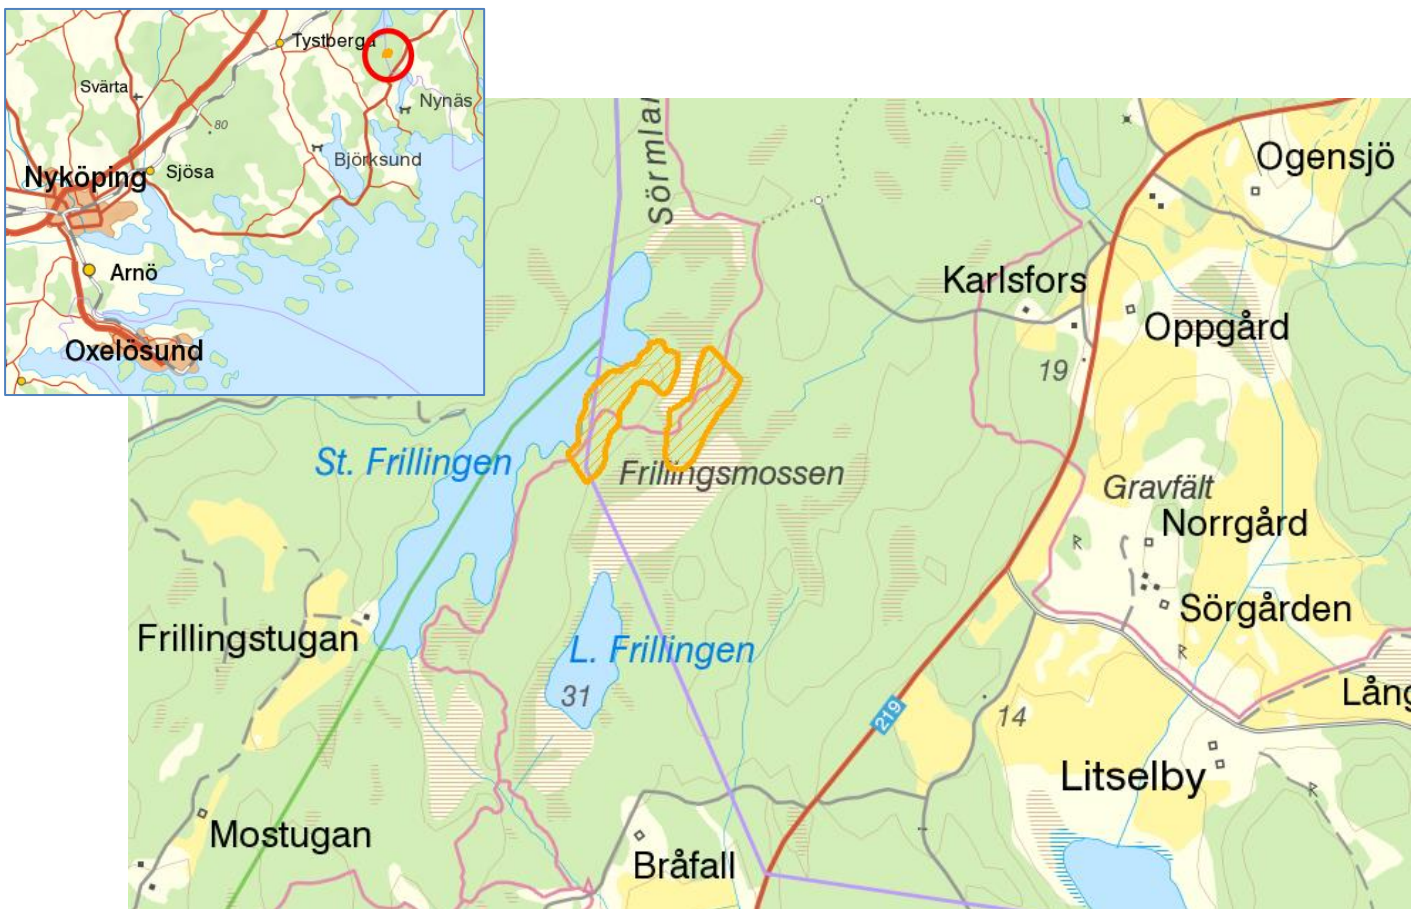 Tystberga
Svärta
80
Nynäs
Björksund
Nyköping
Sjösa
Arnö
Oxelösund
Sörmlan
Ogensjö
Karlsfors
Oppgård
19
St. Frillingen
Frillingsmossen
Gravfält
Norrgård
R
Sörgården
Frillingstugan
L. Frillingen
R
31
Lång
219
14
Litselby
R
Mostugan
Bråfall